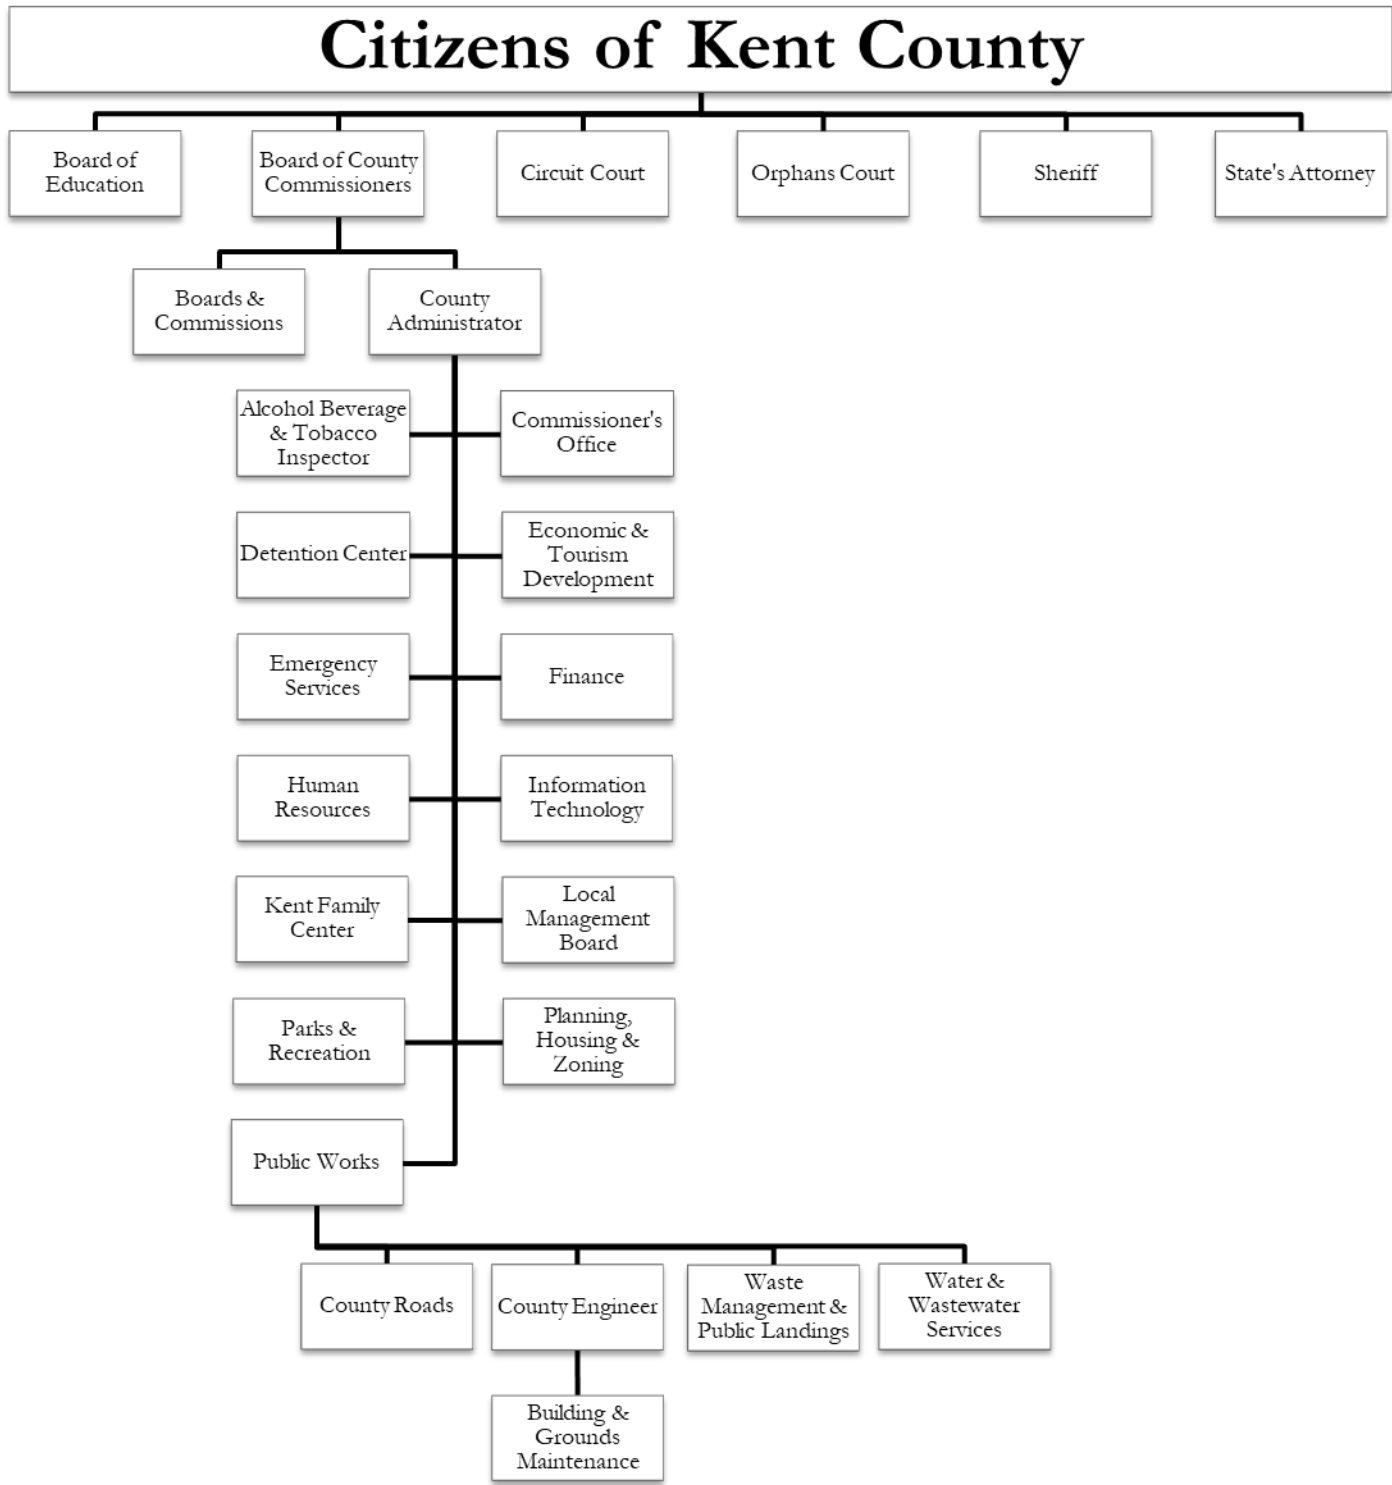 Citizens of Kent County
Board of
Education
Board of County
Commissioners
Circuit Court
Orphans Court
Sheriff
State's Attorney
Boards &
Commissions
County
Administrator
Alcohol Beverage
& Tobacco
Inspector
Commissioner's
Office
Detention Center
Economic &
Tourism
Development
Emergency
Services
Finance
Human
Resources
Information
Technology
Kent Family
Center
Local
Management
Board
Parks &
Recreation
Planning,
Housing &
Zoning
Public Works
County Roads
County Engineer
Waste
Management &
Public Landings
Water &
Wastewater
Services
Building &
Grounds
Maintenance